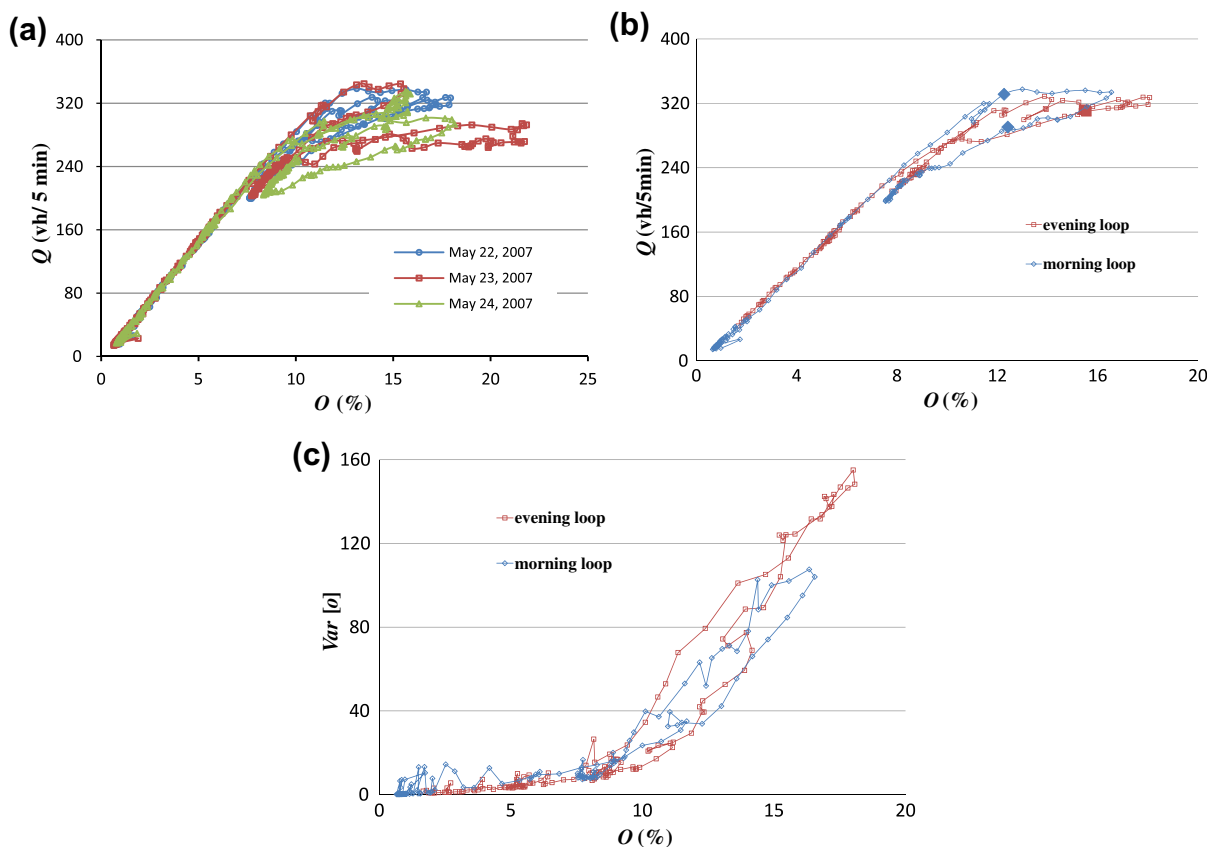 (a)
400
320
240
160
80
0
Q (vh/ 5 min)
May 22, 2007
May 23, 2007
May 24, 2007
0 5 10 15 20 25
O (%)
(b)
400
320
240
160
80
0
Q (vh/5min)
evening loop
morning loop
0 4 8 12 16 20
O (%)
(c)
160
120
80
40
0
Var [o]
evening loop
morning loop
0 5 10 15 20
O (%)